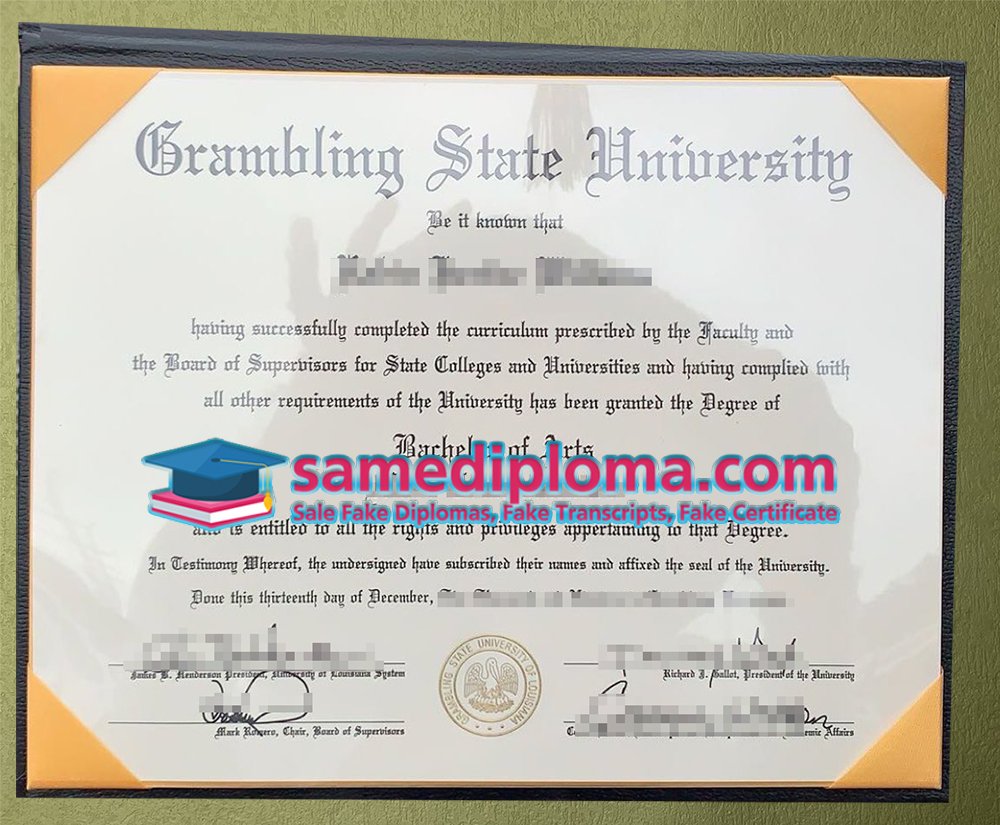 Grambling State University
Be it known that
having successfully completed the curriculum prescribed by the Faculty and
the Board of Supervisors for State Colleges and Universities and having complied with
all other requirements of the University has been granted the Degree of
Bachelor of Arts
samediploma.com
Sale Fake Diplomas, Fake Transcripts, Fake Certificate
and is entitled to all the rights and privileges appertaining to that Degree.
In Testimony Whereof, the undersigned have subscribed their names and affixed the seal of the University.
Done this thirteenth day of December,
James B. Henderson President, University of Louisiana System
Richard J. Gallot, President of the University
GRAMBLING STATE UNIVERSITY OF LOUISIANA
Mark Romero, Chair, Board of Supervisors
Affairs